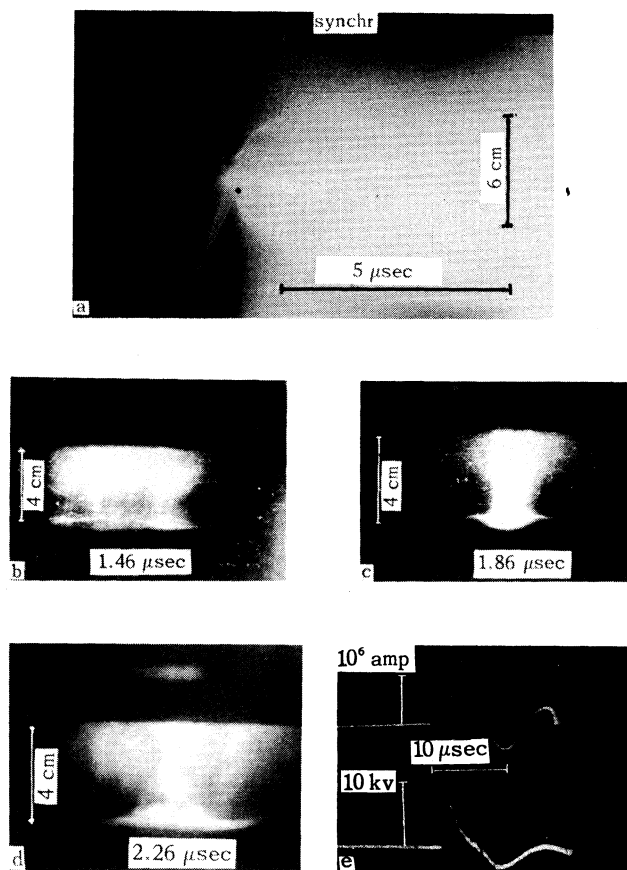 synchr
6 cm
5 μsec
a
4 cm
1.46 μsec
b
4 cm
1.86 μsec
c
4 cm
2.26 μsec
d
10⁶ amp
10 μsec
10 kv
e